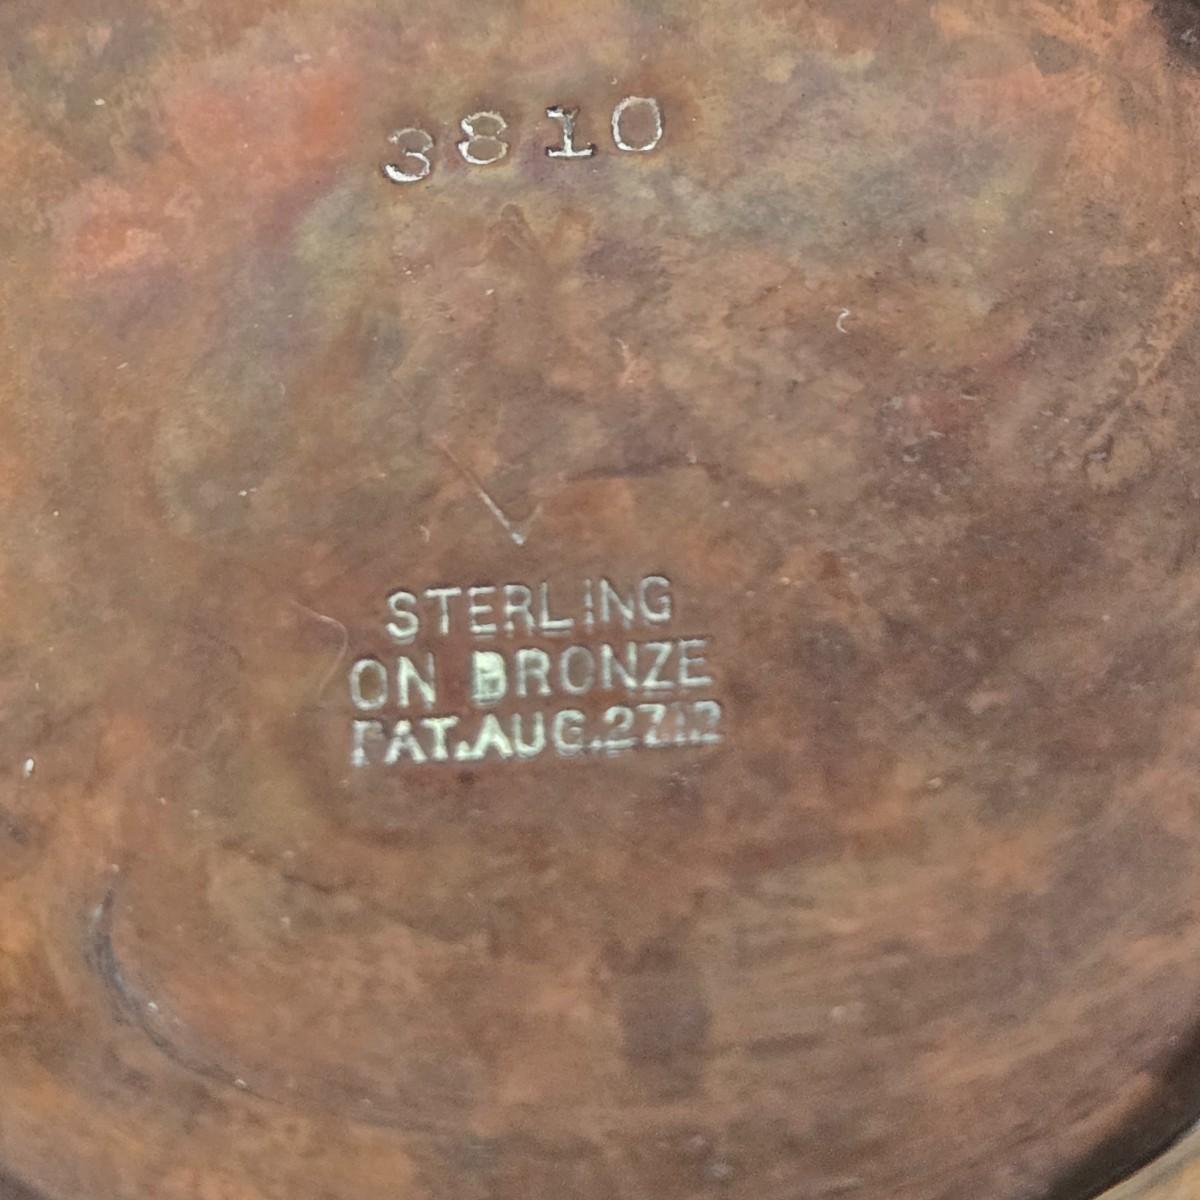 3810
STERLING
ON BRONZE
PAT.AUG.27.12